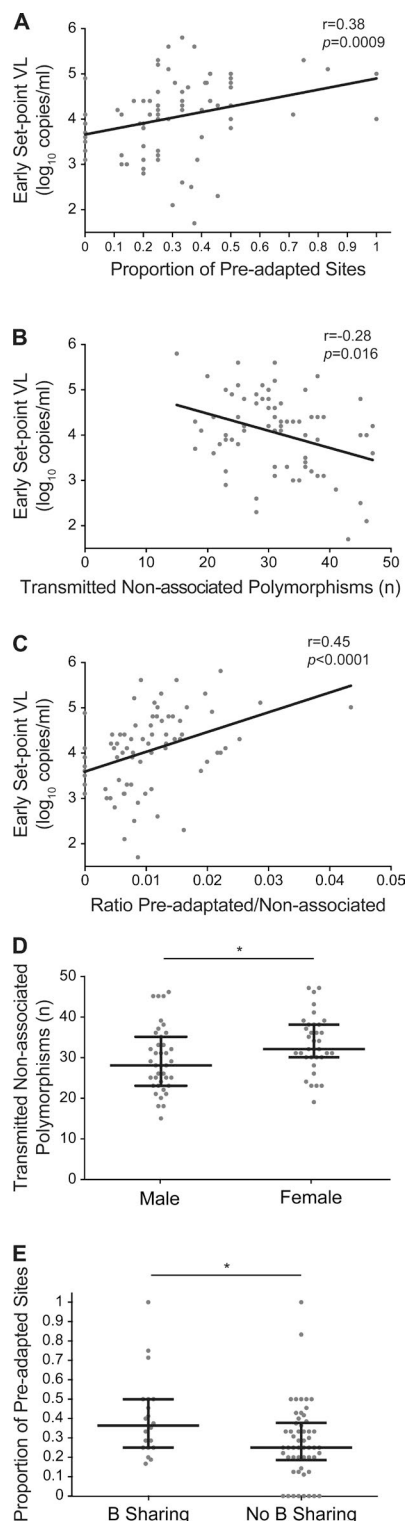 A
r=0.38
p=0.0009
Early Set-point VL
(log10 copies/ml)
6
5
4
3
2
0 0.1 0.2 0.3 0.4 0.5 0.6 0.7 0.8 0.9 1
Proportion of Pre-adapted Sites
B
r=-0.28
p=0.016
Early Set-point VL
(log10 copies/ml)
6
5
4
3
2
0 10 20 30 40 50
Transmitted Non-associated Polymorphisms (n)
C
r=0.45
p<0.0001
Early Set-point VL
(log10 copies/ml)
6
5
4
3
2
0 0.01 0.02 0.03 0.04 0.05
Ratio Pre-adaptated/Non-associated
D
*
Transmitted Non-associated
Polymorphisms (n)
50
40
30
20
10
0
Male Female
E
*
Proportion of Pre-adapted Sites
1
0.9
0.8
0.7
0.6
0.5
0.4
0.3
0.2
0.1
0
B Sharing No B Sharing